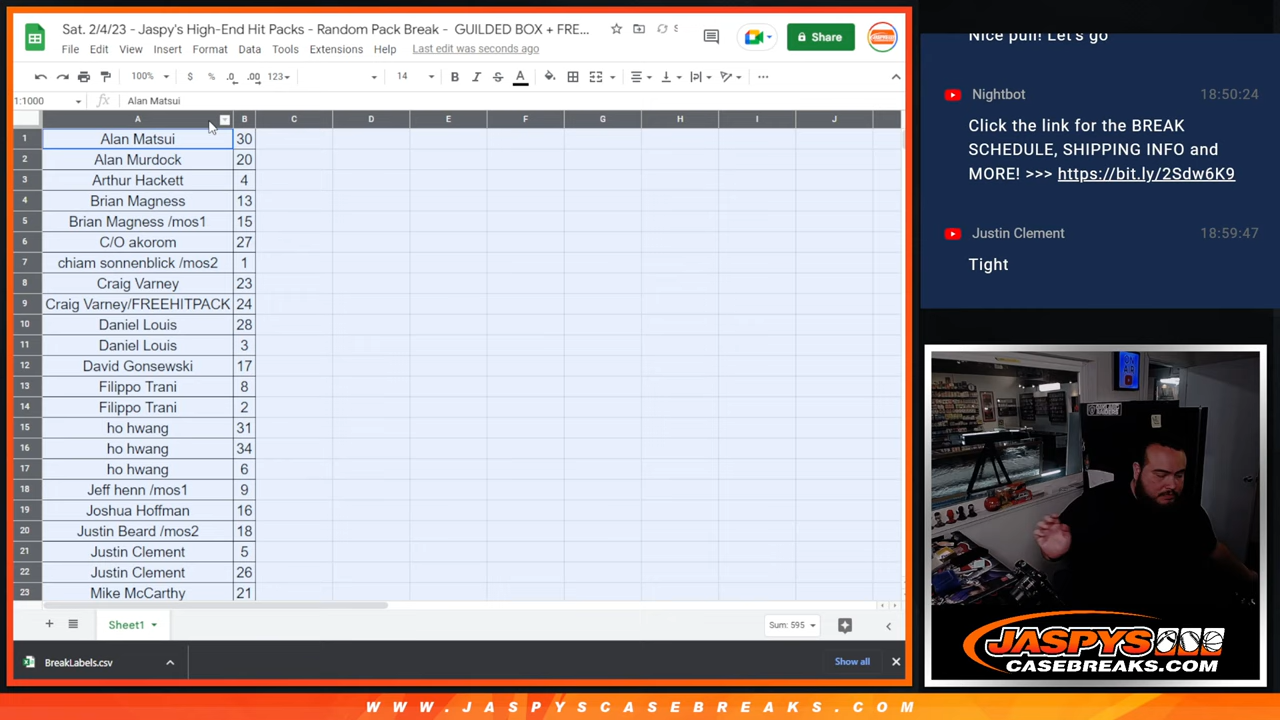 Sat. 2/4/23 - Jaspy's High-End Hit Packs - Random Pack Break - GUILDED BOX + FRE...
File Edit View Insert Format Data Tools Extensions Help Last edit was seconds ago
Share
100% $ % .0 .00 123 14 B I S A
1:1000 fx Alan Matsui
A B C D E F G H I J
1 Alan Matsui 30
2 Alan Murdock 20
3 Arthur Hackett 4
4 Brian Magness 13
5 Brian Magness /mos1 15
6 C/O akorom 27
7 chiam sonnenblick /mos2 1
8 Craig Varney 23
9 Craig Varney/FREEHITPACK 24
10 Daniel Louis 28
11 Daniel Louis 3
12 David Gonsewski 17
13 Filippo Trani 8
14 Filippo Trani 2
15 ho hwang 31
16 ho hwang 34
17 ho hwang 6
18 Jeff henn /mos1 9
19 Joshua Hoffman 16
20 Justin Beard /mos2 18
21 Justin Clement 5
22 Justin Clement 26
23 Mike McCarthy 21
Sheet1
Sum: 595
BreakLabels.csv
Show all
Nice pull! Let's go
Nightbot 18:50:24
Click the link for the BREAK
SCHEDULE, SHIPPING INFO and
MORE! >>> https://bit.ly/2Sdw6K9
Justin Clement 18:59:47
Tight
ON AIR
JASPYS
CASEBREAKS.COM
WWW.JASPYSCASEBREAKS.COM